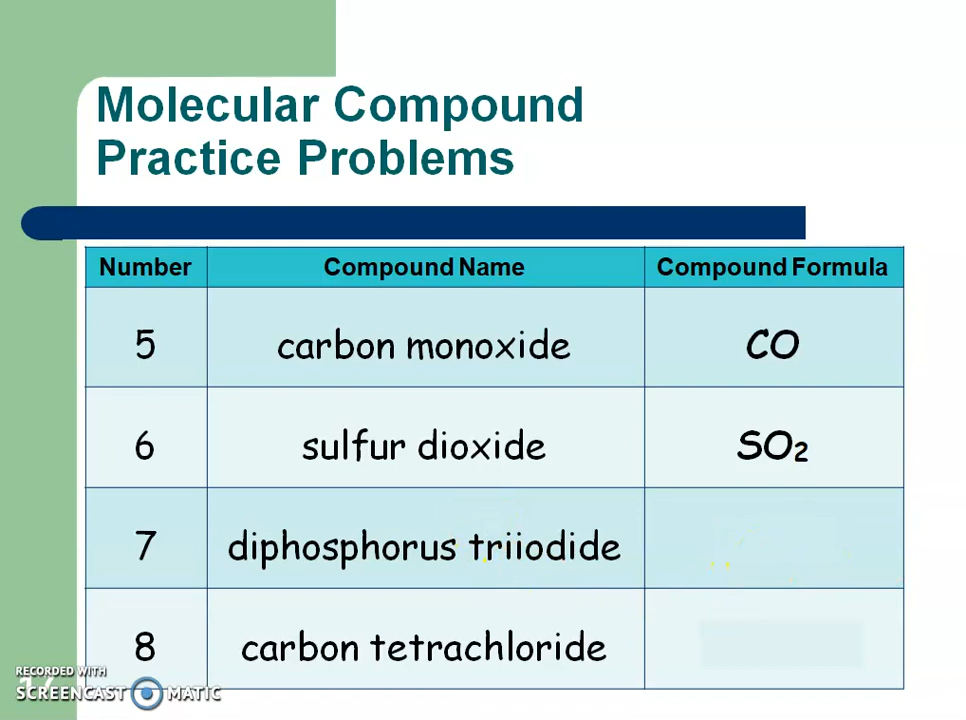 Molecular Compound
Practice Problems
Number Compound Name Compound Formula
5 carbon monoxide CO
6 sulfur dioxide SO₂
7 diphosphorus triiodide
8 carbon tetrachloride
RECORDED WITH
SCREENCAST MATIC